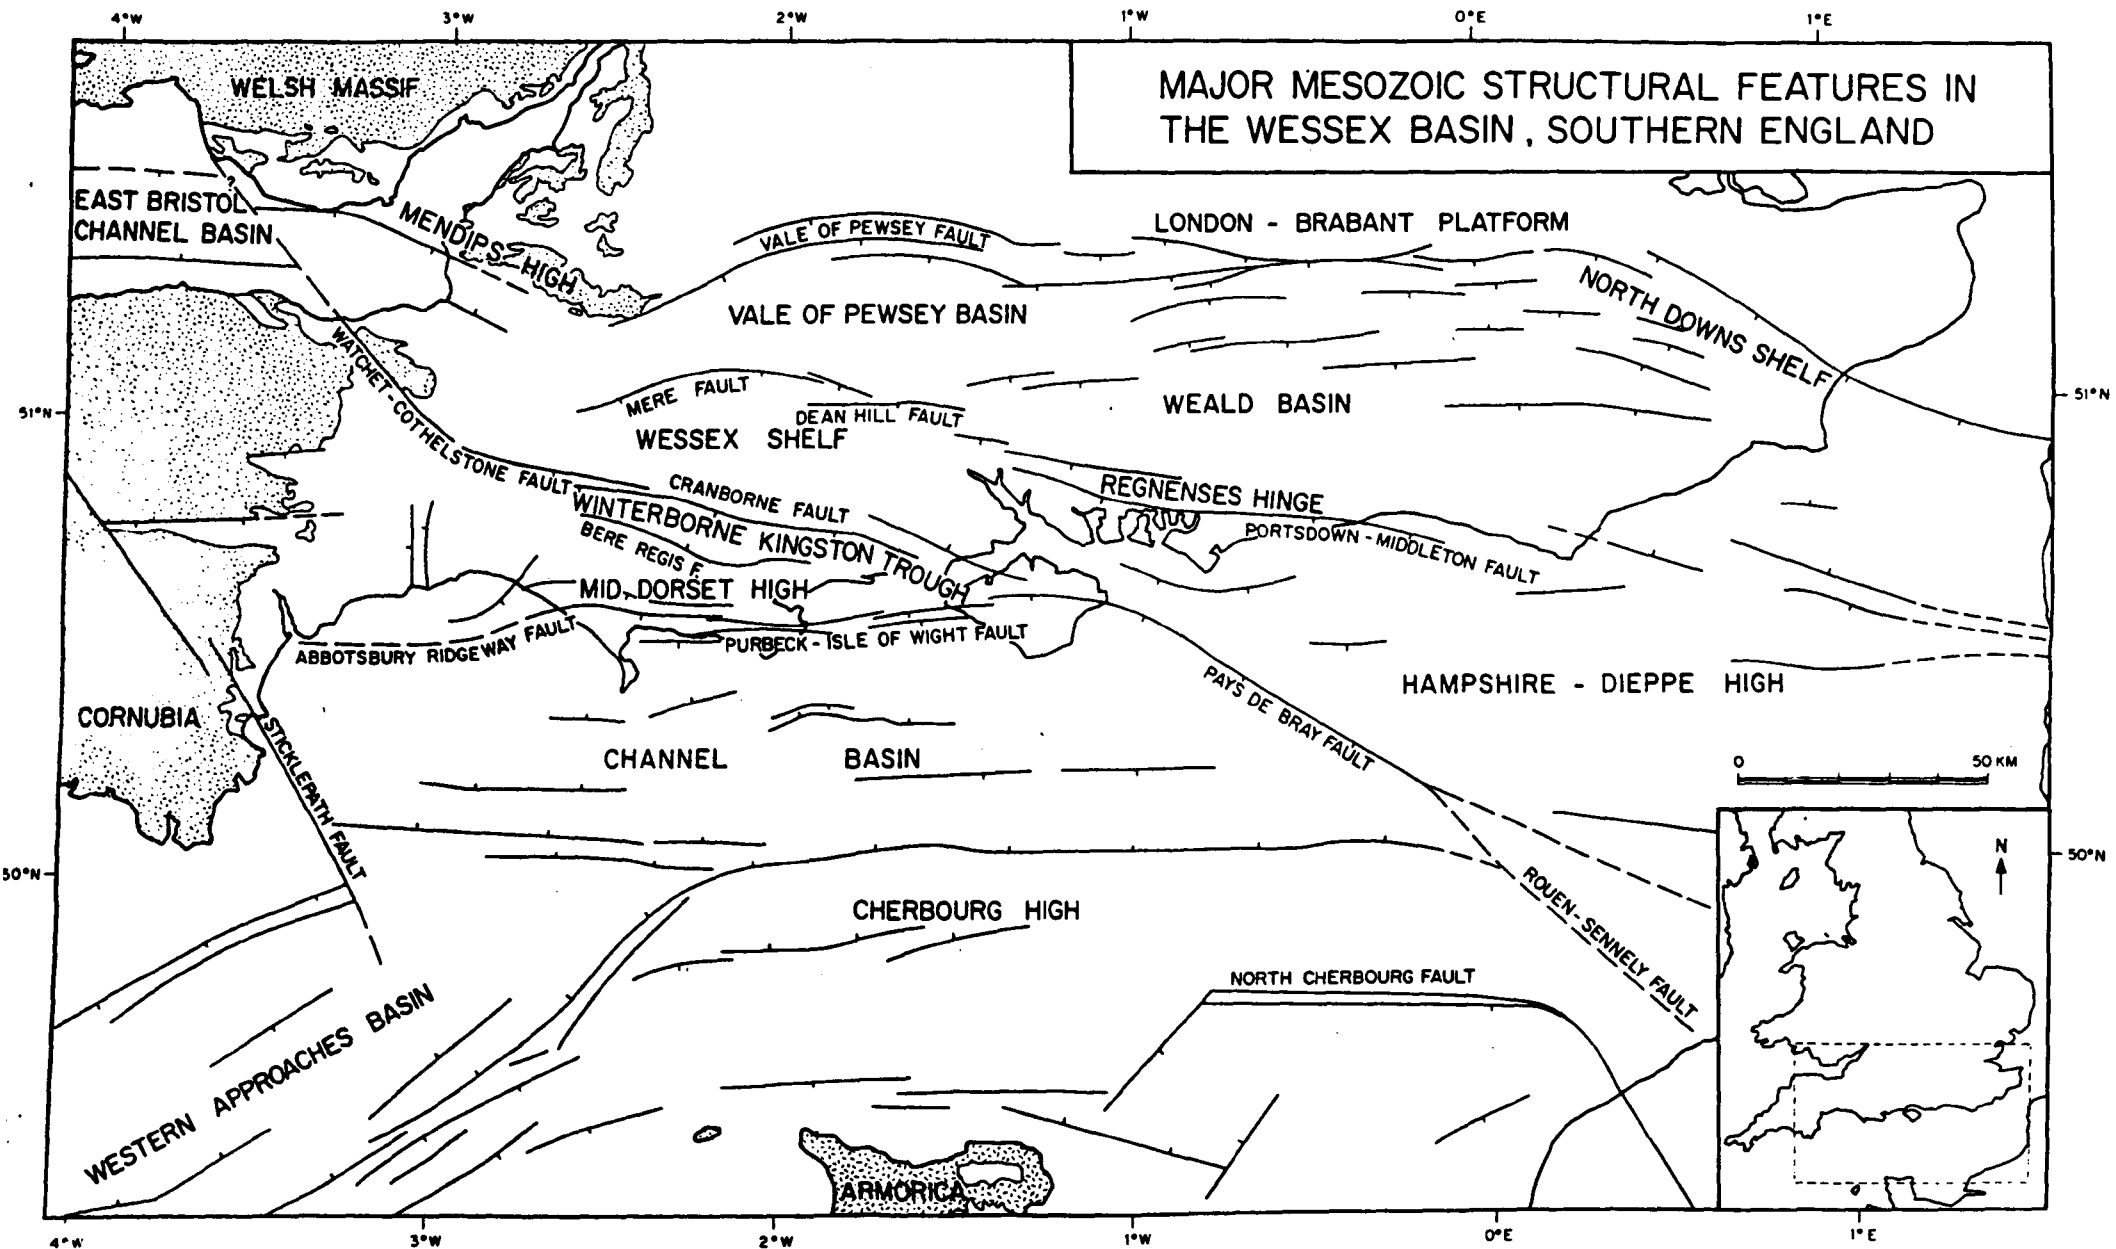 4°W 3°W 2°W 1°W 0°E 1°E
MAJOR MESOZOIC STRUCTURAL FEATURES IN
THE WESSEX BASIN, SOUTHERN ENGLAND
WELSH MASSIF
?
EAST BRISTOL
CHANNEL BASIN
MENDIPS HIGH
VALE OF PEWSEY FAULT
LONDON - BRABANT PLATFORM
VALE OF PEWSEY BASIN
NORTH DOWNS SHELF
WATCHET-COTHELSTONE FAULT
MERE FAULT
51°N
51°N
DEAN HILL FAULT
WEALD BASIN
WESSEX SHELF
CRANBORNE FAULT
REGNENSES HINGE
WINTERBORNE KINGSTON TROUGH
BERE REGIS F.
PORTSDOWN - MIDDLETON FAULT
MID DORSET HIGH
ABBOTSBURY RIDGEWAY FAULT
PURBECK - ISLE OF WIGHT FAULT
PAYS DE BRAY FAULT
HAMPSHIRE - DIEPPE HIGH
CORNUBIA
STICKLEPATH FAULT
CHANNEL BASIN
0 50 KM
50°N
50°N
N
ROUEN-SENNELY FAULT
CHERBOURG HIGH
NORTH CHERBOURG FAULT
WESTERN APPROACHES BASIN
ARMORICA
4°W 3°W 2°W 1°W 0°E 1°E